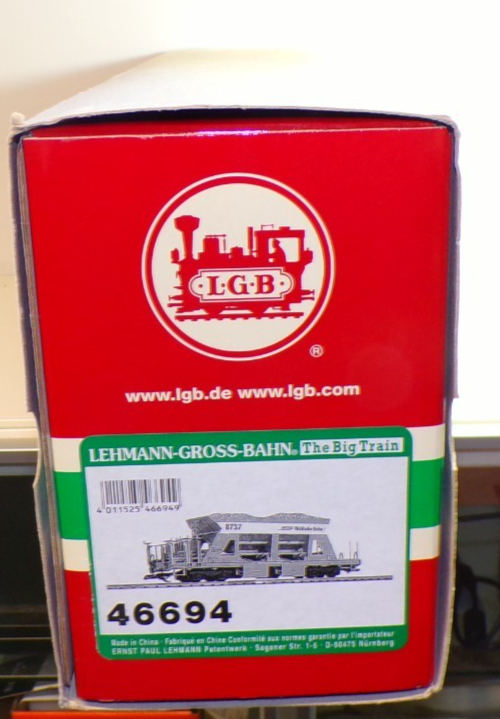 L·G·B
®
www.lgb.de www.lgb.com
LEHMANN-GROSS-BAHN® The Big Train
4 011525 466949
8737
46694
Made in China · Fabriqué en Chine Conformité aux normes garantie par l'importateur
ERNST PAUL LEHMANN Patentwerk · Saganer Str. 1-5 · D-90475 Nürnberg